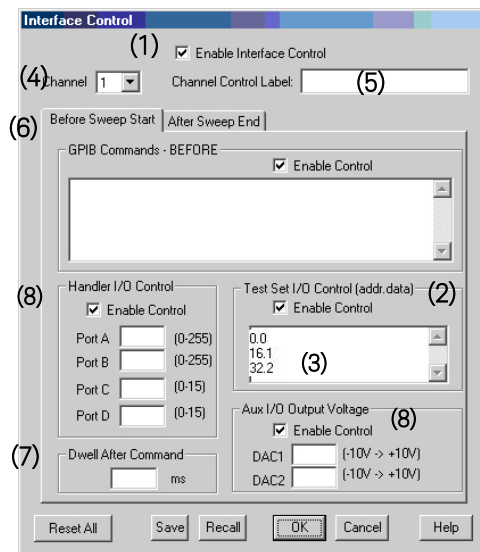 Interface Control
(1) Enable Interface Control
(4) Channel 1 Channel Control Label: (5)
(6) Before Sweep Start After Sweep End
GPIB Commands - BEFORE
Enable Control
(8) Handler I/O Control
Enable Control
Port A (0-255)
Port B (0-255)
Port C (0-15)
Port D (0-15)
Test Set I/O Control (addr.data) (2)
Enable Control
0.0
16.1
32.2
(3)
Aux I/O Output Voltage
(8)
Enable Control
DAC1 (-10V -> +10V)
DAC2 (-10V -> +10V)
(7) Dwell After Command
ms
Reset All Save Recall OK Cancel Help